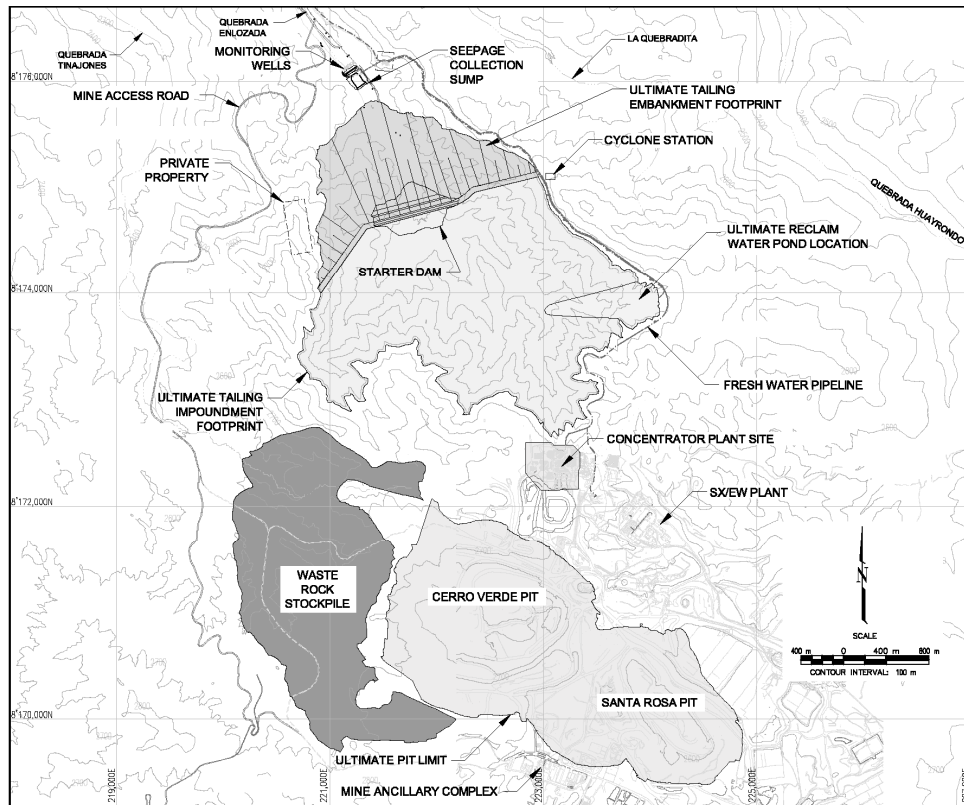 QUEBRADA
ENLOZADA
QUEBRADA
TINAJONES
MONITORING
WELLS
SEEPAGE
COLLECTION
SUMP
LA QUEBRADITA
8'176,000N
MINE ACCESS ROAD
ULTIMATE TAILING
EMBANKMENT FOOTPRINT
CYCLONE STATION
PRIVATE
PROPERTY
QUEBRADA HUAYRONDO
ULTIMATE RECLAIM
WATER POND LOCATION
STARTER DAM
8'174,000N
FRESH WATER PIPELINE
ULTIMATE TAILING
IMPOUNDMENT
FOOTPRINT
CONCENTRATOR PLANT SITE
8'172,000N
SX/EW PLANT
WASTE
ROCK
STOCKPILE
CERRO VERDE PIT
N
SCALE
400 m 0 400 m 800 m
CONTOUR INTERVAL: 100 m
SANTA ROSA PIT
8'170,000N
ULTIMATE PIT LIMIT
MINE ANCILLARY COMPLEX
219,000E
221,000E
223,000E
225,000E